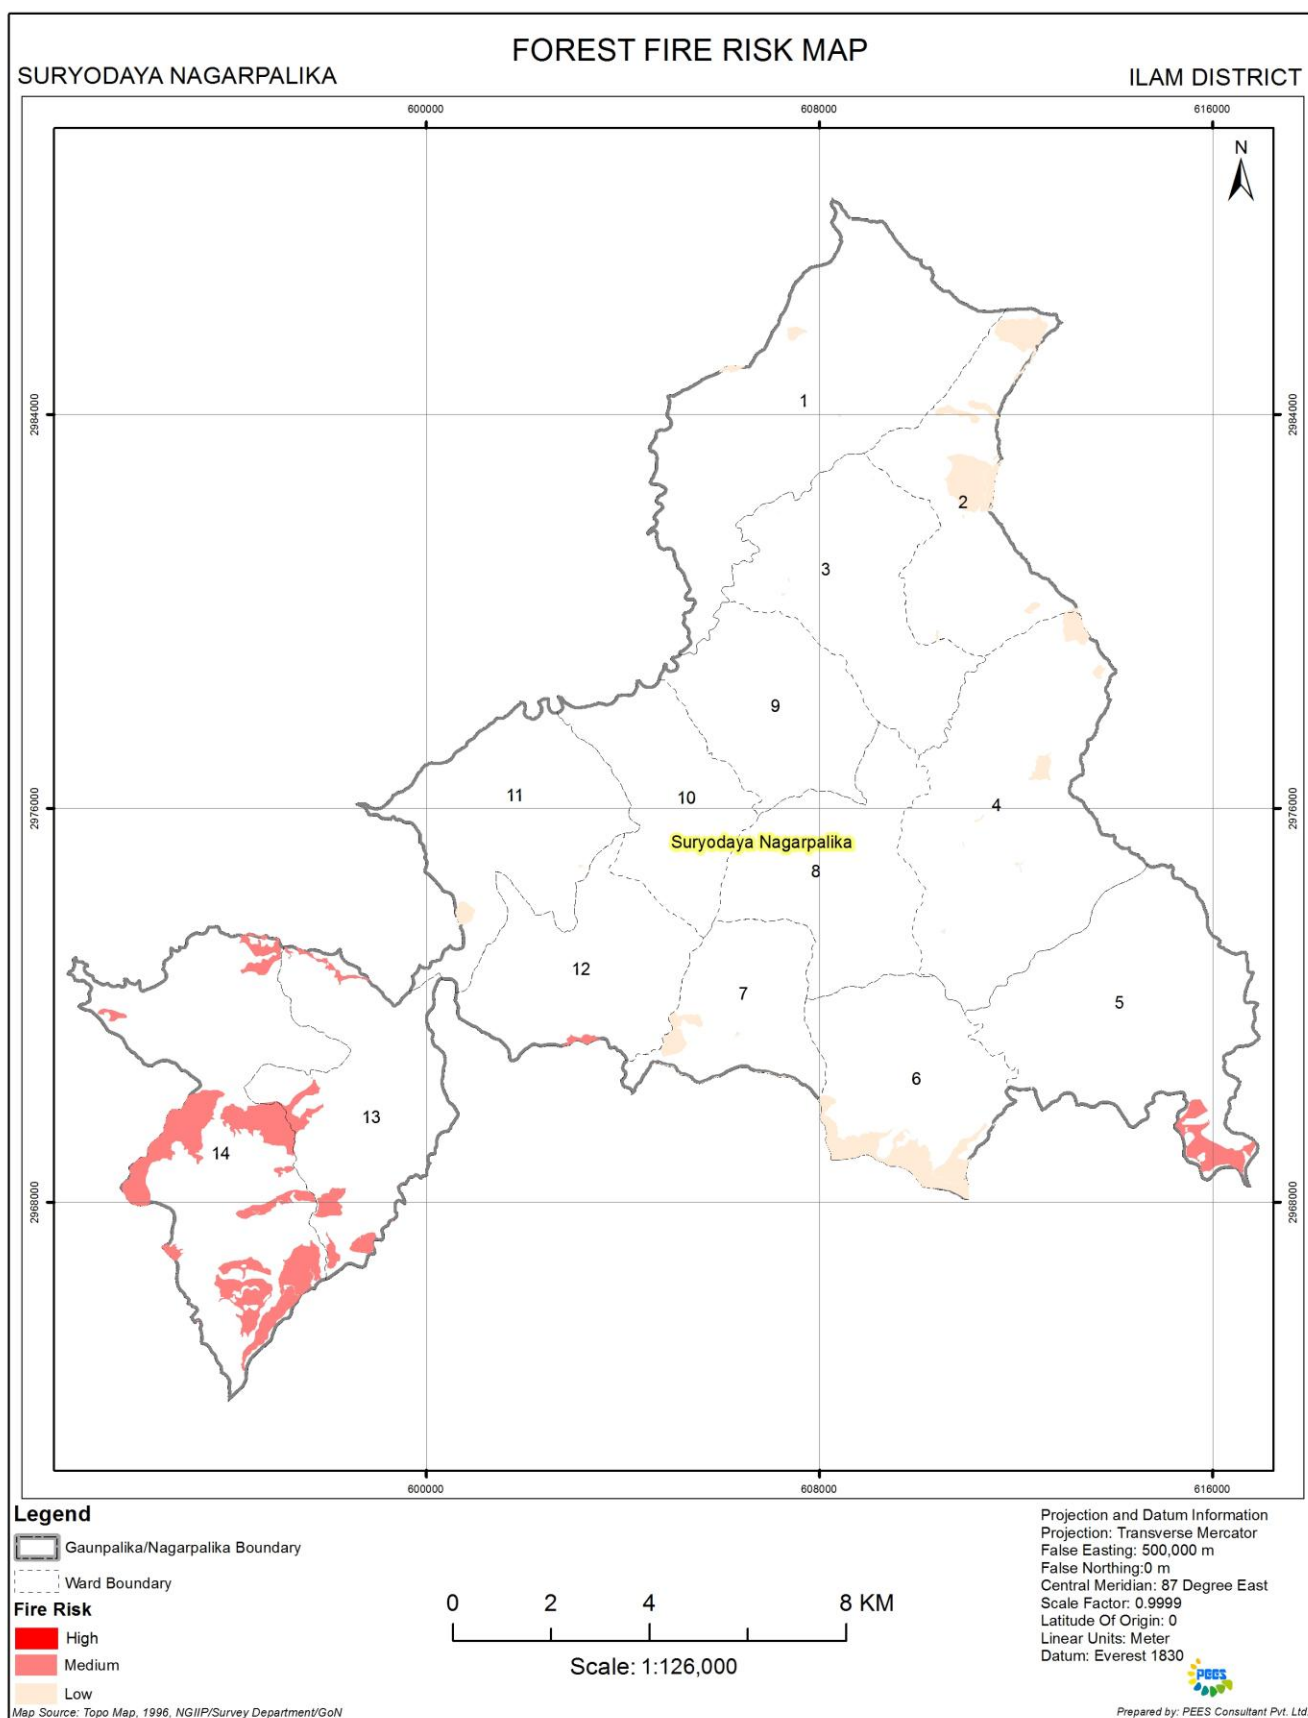 FOREST FIRE RISK MAP
SURYODAYA NAGARPALIKA
ILAM DISTRICT
600000
608000
616000
N
2984000
2984000
1
2
3
9
11
10
4
2976000
2976000
Suryodaya Nagarpalika
8
12
7
5
6
13
14
2968000
2968000
600000
608000
616000
Legend
Gaunpalika/Nagarpalika Boundary
Ward Boundary
Fire Risk
High
Medium
Low
Map Source: Topo Map, 1996, NGIIP/Survey Department/GoN
0 2 4 8 KM
Scale: 1:126,000
Projection and Datum Information
Projection: Transverse Mercator
False Easting: 500,000 m
False Northing:0 m
Central Meridian: 87 Degree East
Scale Factor: 0.9999
Latitude Of Origin: 0
Linear Units: Meter
Datum: Everest 1830
PEES
Prepared by: PEES Consultant Pvt. Ltd.